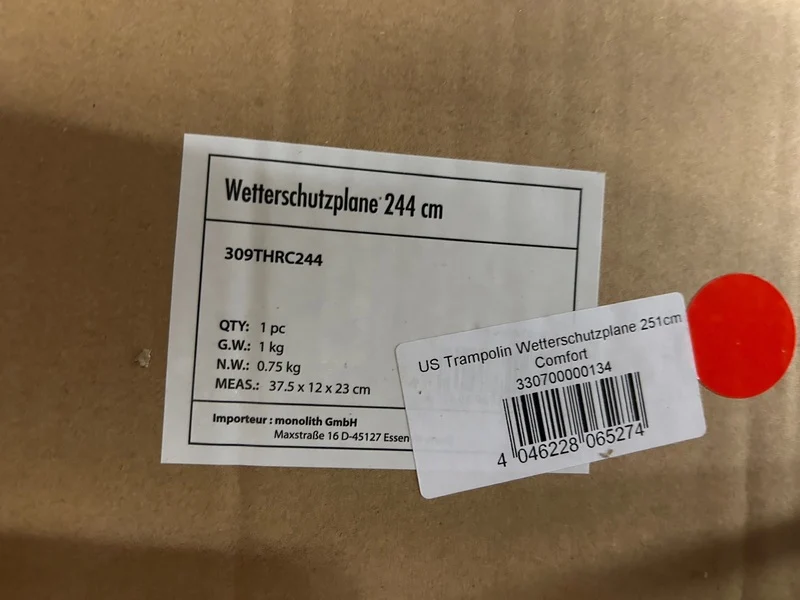 Wetterschutzplane 244 cm
309THRC244
QTY: 1 pc
G.W.: 1 kg
N.W.: 0.75 kg
MEAS.: 37.5 x 12 x 23 cm
Importeur : monolith GmbH
Maxstraße 16 D-45127 Essen
US Trampolin Wetterschutzplane 251cm
Comfort
330700000134
4 046228 065274